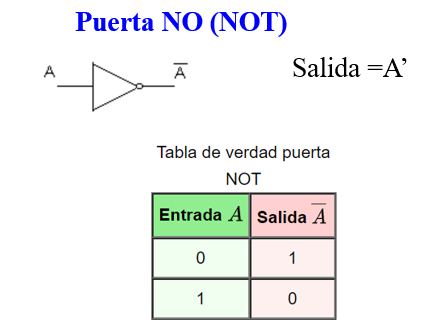 Puerta NO (NOT)
A
A̅
Salida =A’
Tabla de verdad puerta
NOT
Entrada A Salida A̅
0 1
1 0